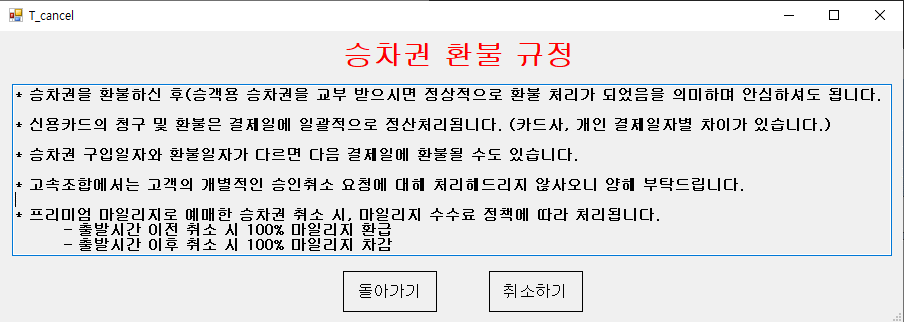 T_cancel
승차권 환불 규정
* 승차권을 환불하신 후(승객용 승차권을 교부 받으시면 정상적으로 환불 처리가 되었음을 의미하며 안심하셔도 됩니다.
* 신용카드의 청구 및 환불은 결제일에 일괄적으로 정산처리됩니다. (카드사, 개인 결제일자별 차이가 있습니다.)
* 승차권 구입일자와 환불일자가 다르면 다음 결제일에 환불될 수도 있습니다.
* 고속조합에서는 고객의 개별적인 승인취소 요청에 대해 처리해드리지 않사오니 양해 부탁드립니다.
* 프리미엄 마일리지로 예매한 승차권 취소 시, 마일리지 수수료 정책에 따라 처리됩니다.
- 출발시간 이전 취소 시 100% 마일리지 환급
- 출발시간 이후 취소 시 100% 마일리지 차감
돌아가기
취소하기